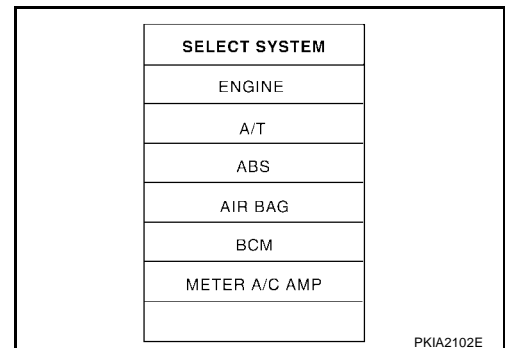 SELECT SYSTEM
ENGINE
A/T
ABS
AIR BAG
BCM
METER A/C AMP
PKIA2102E